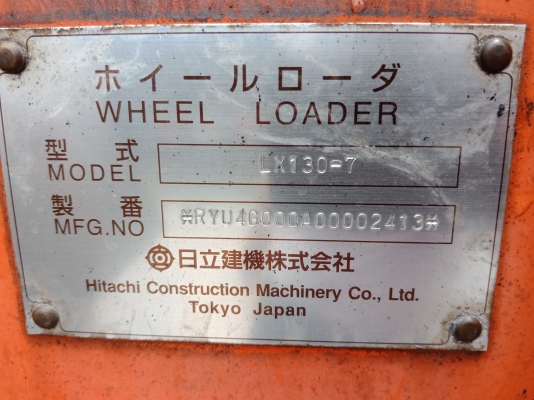 ホイールローダ
WHEEL LOADER
型式 LX130-7
MODEL
製番 *RYU4G000A00002413*
MFG.NO
日立建機株式会社
Hitachi Construction Machinery Co., Ltd.
Tokyo Japan